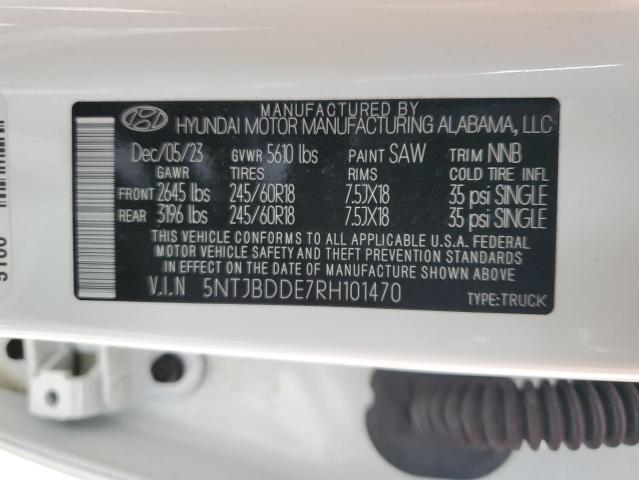 MANUFACTURED BY
HYUNDAI MOTOR MANUFACTURING ALABAMA, LLC
Dec/05/23 GVWR 5610 lbs PAINT SAW TRIM NNB
GAWR TIRES RIMS COLD TIRE INFL
FRONT 2645 lbs 245/60R18 7.5JX18 35 psi SINGLE
REAR 3196 lbs 245/60R18 7.5JX18 35 psi SINGLE
THIS VEHICLE CONFORMS TO ALL APPLICABLE U.S.A. FEDERAL
MOTOR VEHICLE SAFETY AND THEFT PREVENTION STANDARDS
IN EFFECT ON THE DATE OF MANUFACTURE SHOWN ABOVE.
V.I.N 5NTJBDDE7RH101470 TYPE:TRUCK